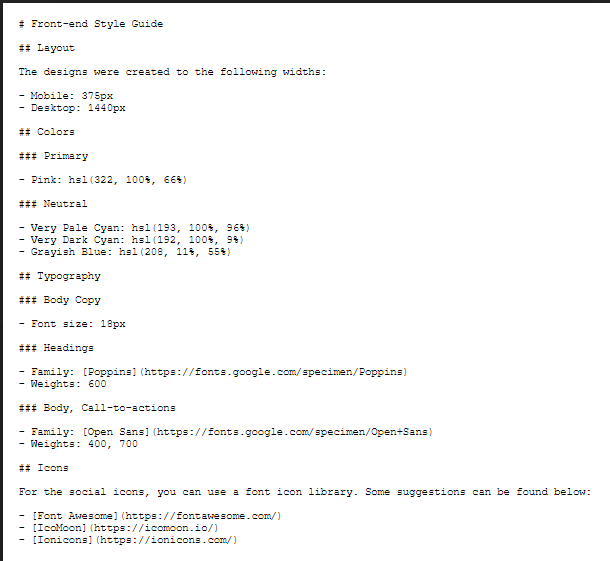 # Front-end Style Guide
## Layout
The designs were created to the following widths:
- Mobile: 375px
- Desktop: 1440px
## Colors
### Primary
- Pink: hsl(322, 100%, 66%)
### Neutral
- Very Pale Cyan: hsl(193, 100%, 96%)
- Very Dark Cyan: hsl(192, 100%, 9%)
- Grayish Blue: hsl(208, 11%, 55%)
## Typography
### Body Copy
- Font size: 18px
### Headings
- Family: [Poppins](https://fonts.google.com/specimen/Poppins)
- Weights: 600
### Body, Call-to-actions
- Family: [Open Sans](https://fonts.google.com/specimen/Open+Sans)
- Weights: 400, 700
## Icons
For the social icons, you can use a font icon library. Some suggestions can be found below:
- [Font Awesome](https://fontawesome.com/)
- [IcoMoon](https://icomoon.io/)
- [Ionicons](https://ionicons.com/)